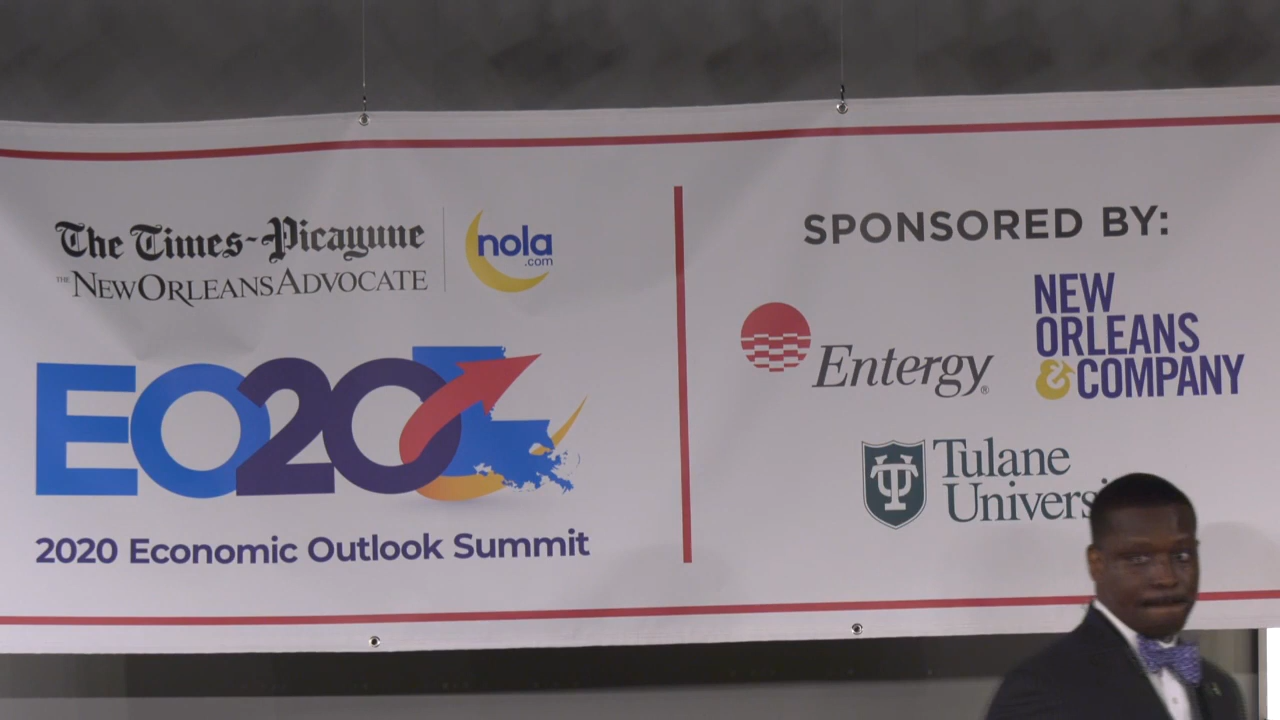 The Times-Picayune
THE NEW ORLEANS ADVOCATE
nola
.com
EO20
2020 Economic Outlook Summit
SPONSORED BY:
Entergy®
NEW
ORLEANS
& COMPANY
Tulane
Universi